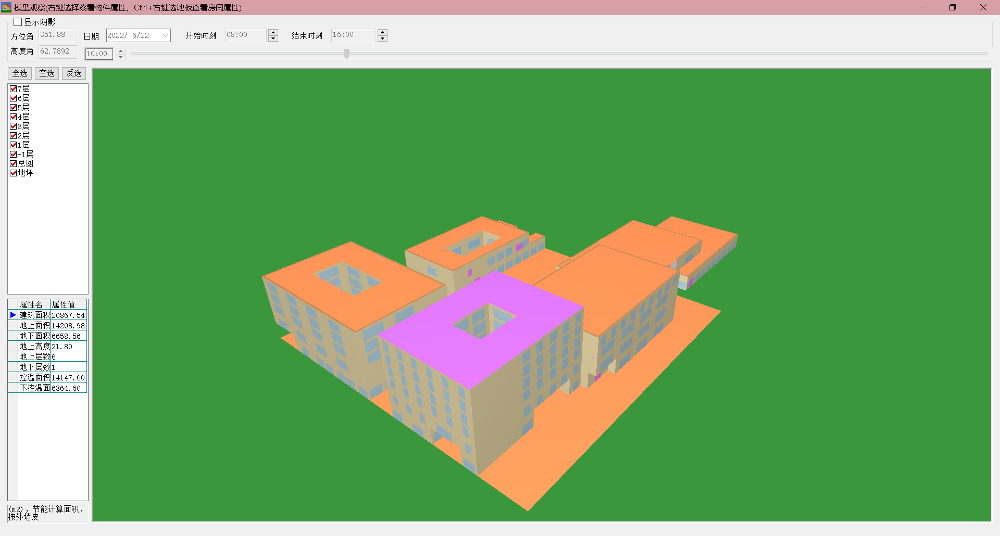 模型观察(右键选择察看构件属性，Ctrl+右键选地板查看房间属性)
显示阴影
方位角 351.88 日期 2022/ 6/22 开始时刻 08:00 结束时刻 16:00
高度角 62.7892 10:00
全选 空选 反选
7层
6层
5层
4层
3层
2层
1层
-1层
总图
地坪
属性名 属性值
建筑面积 20867.54
地上面积 14208.98
地下面积 6658.56
地上高度 21.80
地上层数 6
地下层数 1
控温面积 14147.60
不控温面 6364.60
(m2)，节能计算面积，
按外墙皮